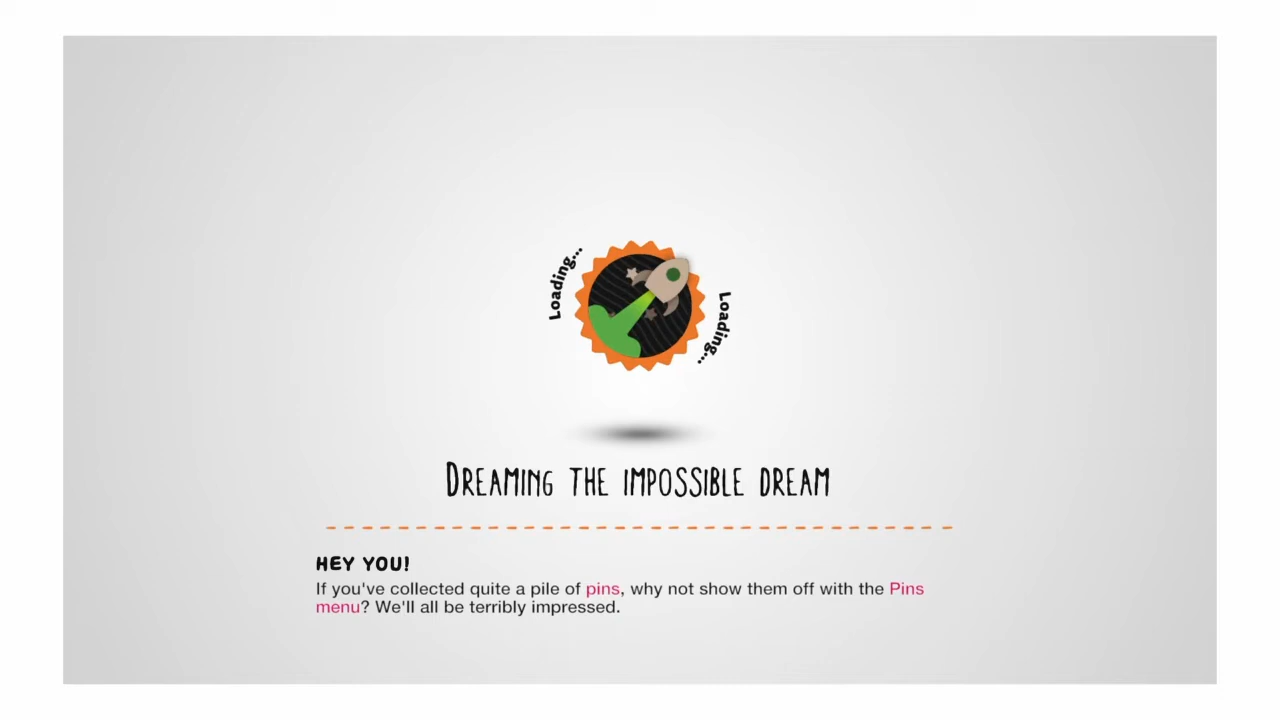 Loading...
Loading...
DREAMING THE IMPOSSIBLE DREAM
HEY YOU!
If you've collected quite a pile of pins, why not show them off with the Pins
menu? We'll all be terribly impressed.